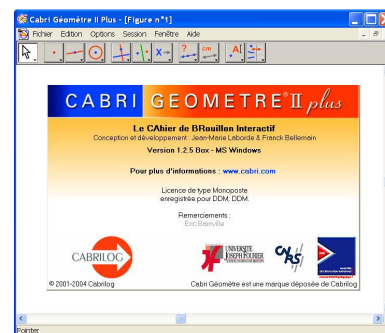 Cabri Géomètre II Plus - [Figure n°1]
Fichier Edition Options Session Fenêtre Aide
CABRI GEOMETRE II plus
Le CAhier de BRouillon Interactif
Conception et développement : Jean-Marie Laborde & Franck Bellemain
Version 1.2.5 Box - MS Windows
Pour plus d'informations : www.cabri.com
Licence de type Monoposte
enregistrée pour DDM, DDM.
Remerciements :
Eric Bainville
CABRILOG
UNIVERSITE
JOSEPH FOURIER
CNRS
© 2001-2004 Cabrilog
Cabri Géomètre est une marque déposée de Cabrilog
Pointer